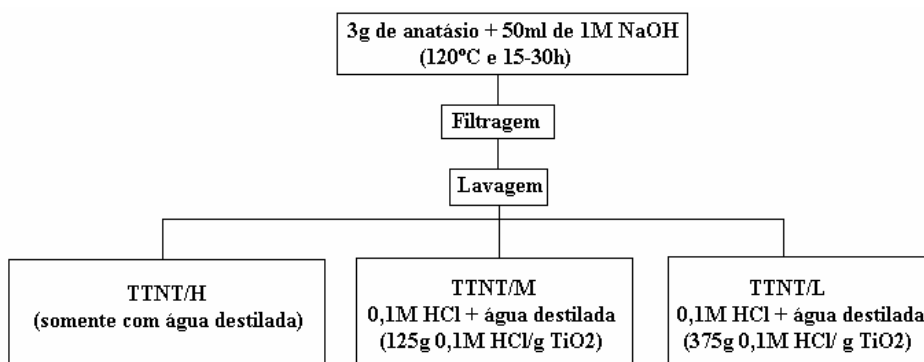 3g de anatásio + 50ml de 1M NaOH
(120ºC e 15-30h)
Filtragem
Lavagem
TTNT/H
(somente com água destilada)
TTNT/M
0,1M HCl + água destilada
(125g 0,1M HCl/g TiO2)
TTNT/L
0,1M HCl + água destilada
(375g 0,1M HCl/ g TiO2)